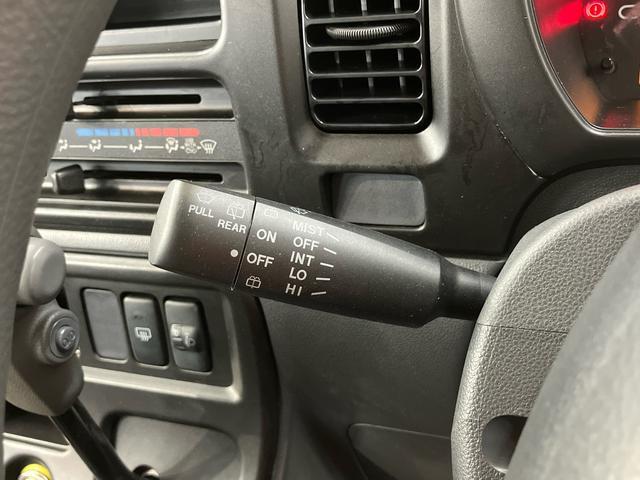 PULL
REAR
ON
OFF
MIST
OFF
INT
LO
HI